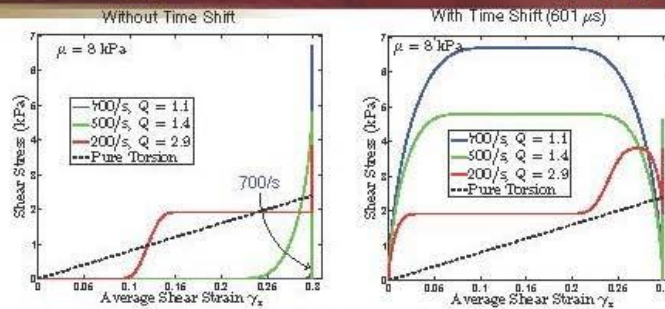 Without Time Shift
With Time Shift (601 μs)
μ = 8 kPa
700/s, Q = 1.1
500/s, Q = 1.4
200/s, Q = 2.9
Pure Torsion
700/s
Shear Stress (kPa)
7
6
5
4
3
2
1
0
0 0.06 0.16 0.2 0.26 0.3
Average Shear Strain γz
μ = 8 kPa
700/s, Q = 1.1
500/s, Q = 1.4
200/s, Q = 2.9
Pure Torsion
Shear Stress (kPa)
7
6
5
4
3
2
1
0
0 0.06 0.1 0.16 0.2 0.26 0.3
Average Shear Strain γz